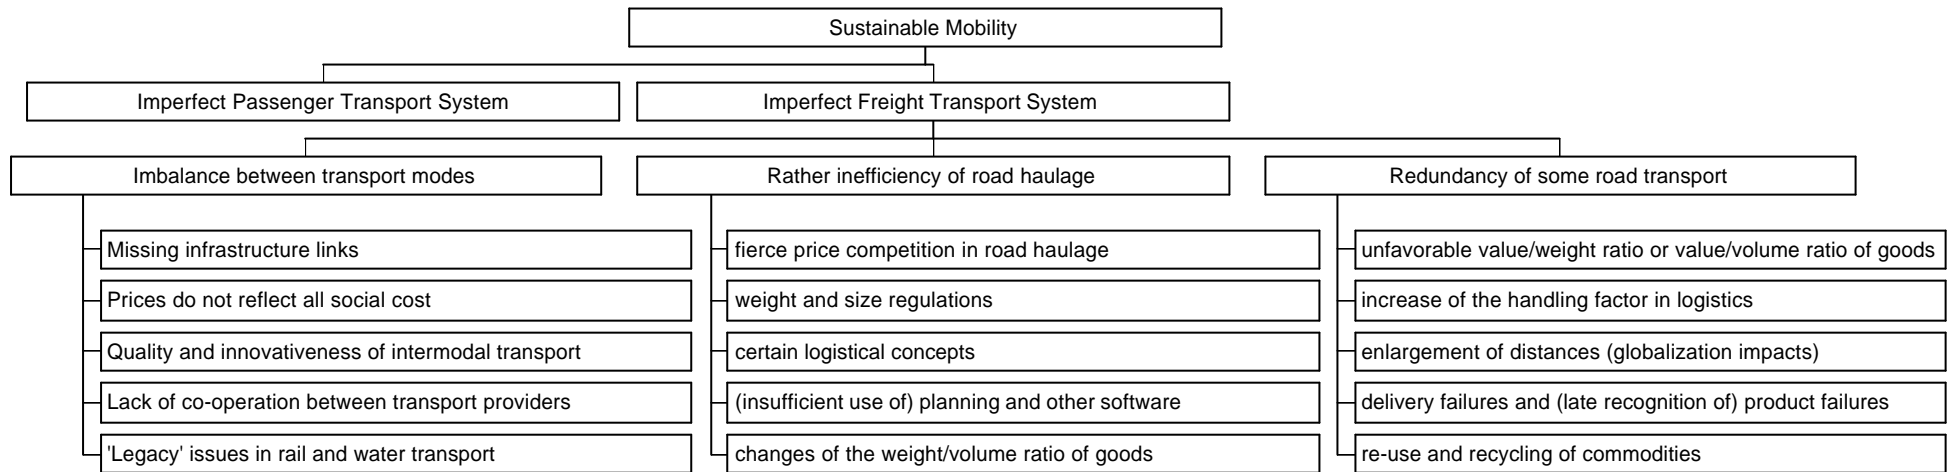 Sustainable Mobility
Imperfect Passenger Transport System
Imperfect Freight Transport System
Imbalance between transport modes
Missing infrastructure links
Prices do not reflect all social cost
Quality and innovativeness of intermodal transport
Lack of co-operation between transport providers
'Legacy' issues in rail and water transport
Rather inefficiency of road haulage
fierce price competition in road haulage
weight and size regulations
certain logistical concepts
(insufficient use of) planning and other software
changes of the weight/volume ratio of goods
Redundancy of some road transport
unfavorable value/weight ratio or value/volume ratio of goods
increase of the handling factor in logistics
enlargement of distances (globalization impacts)
delivery failures and (late recognition of) product failures
re-use and recycling of commodities